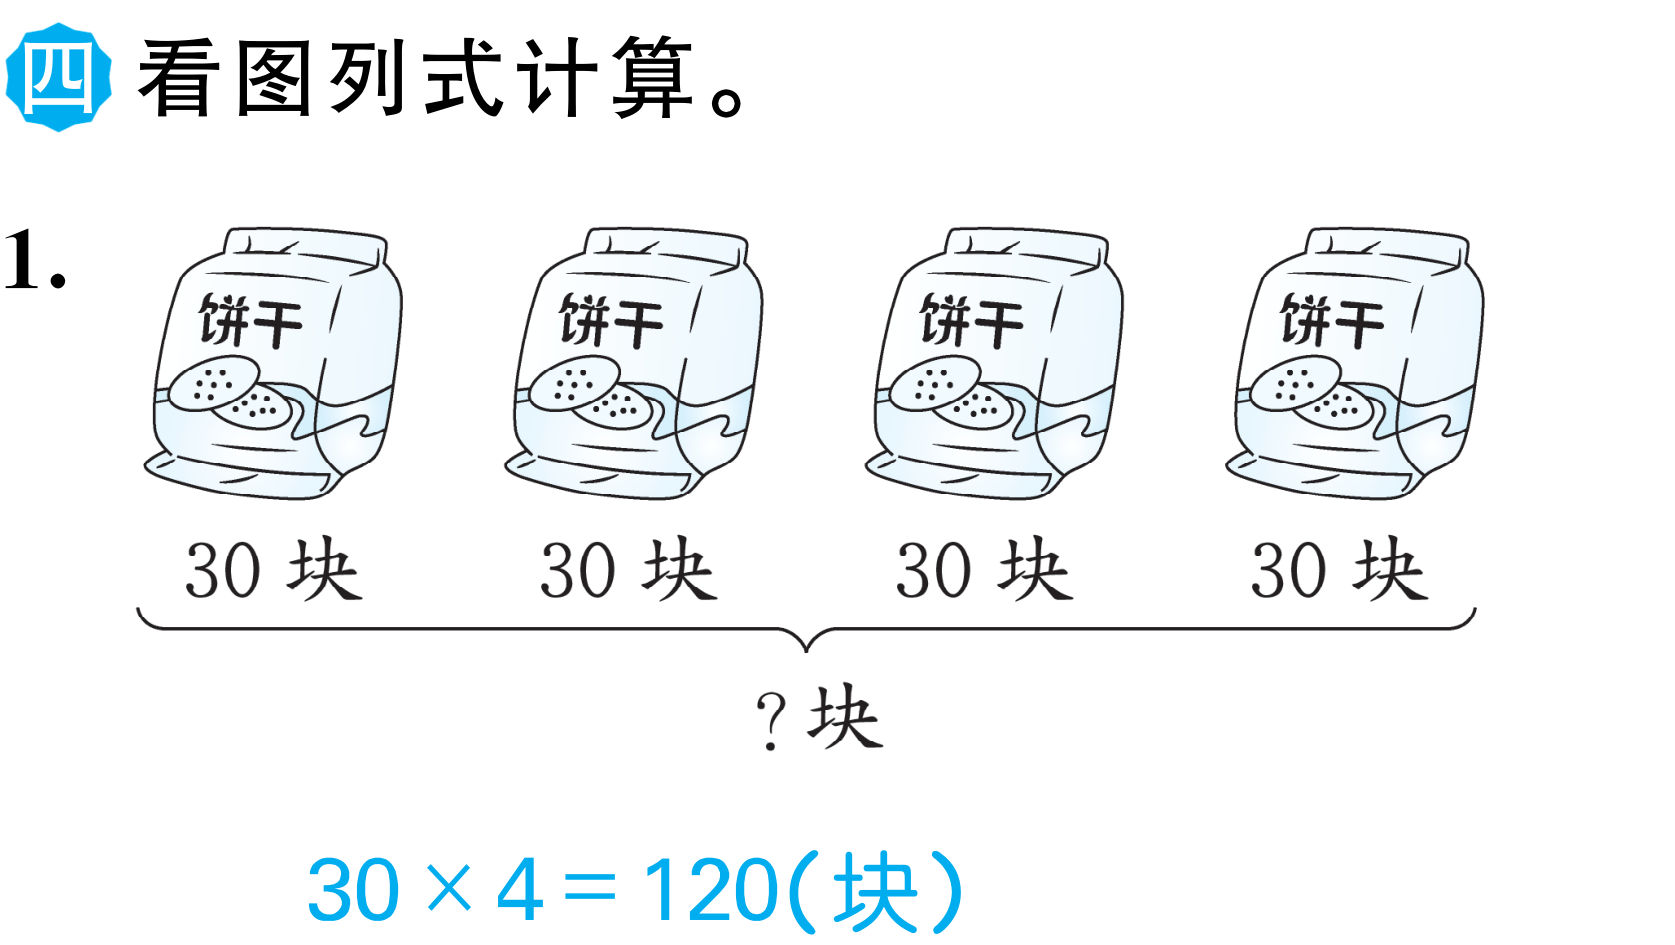 四 看图列式计算。
1.
饼干 饼干 饼干 饼干
30 块 30 块 30 块 30 块
? 块
30 × 4 = 120(块)